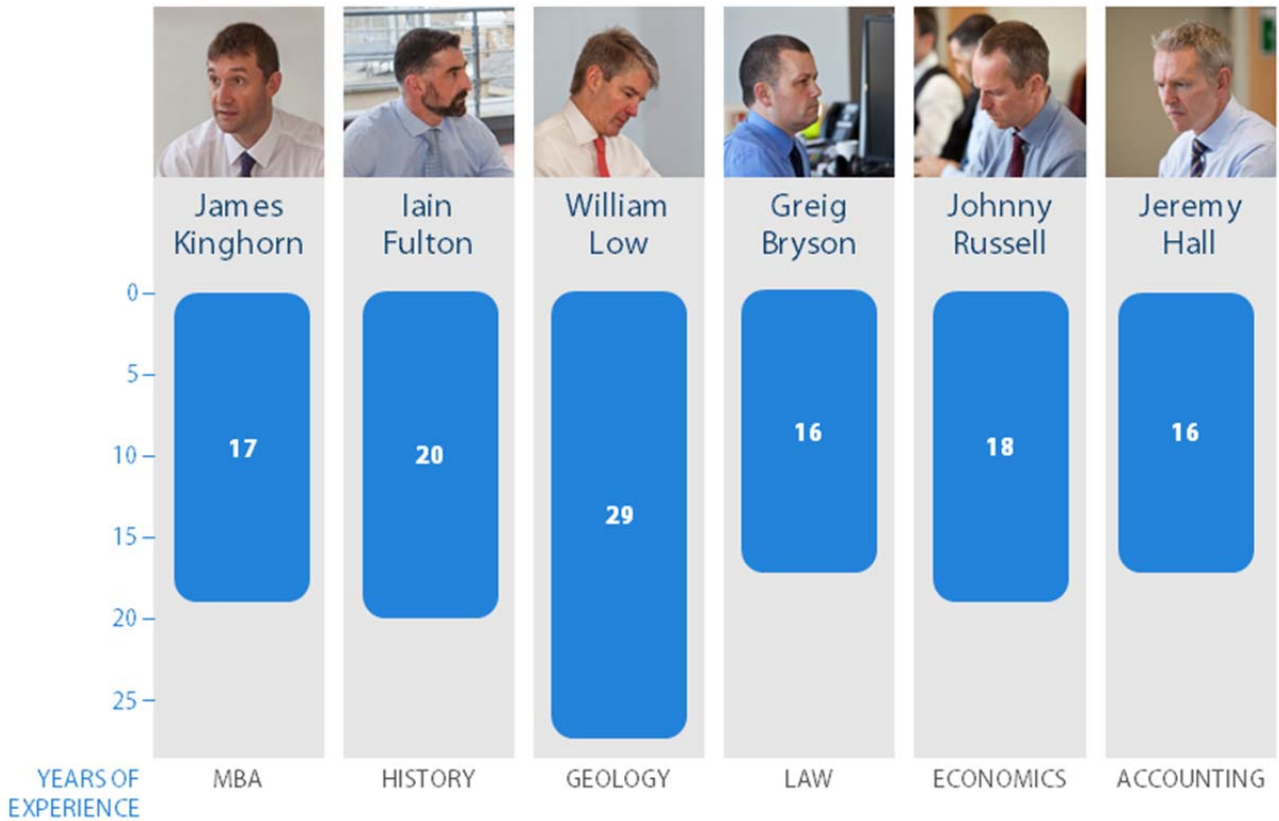 James
Kinghorn
Iain
Fulton
William
Low
Greig
Bryson
Johnny
Russell
Jeremy
Hall
0
5
10
15
20
25
17
20
29
16
18
16
YEARS OF
EXPERIENCE
MBA
HISTORY
GEOLOGY
LAW
ECONOMICS
ACCOUNTING